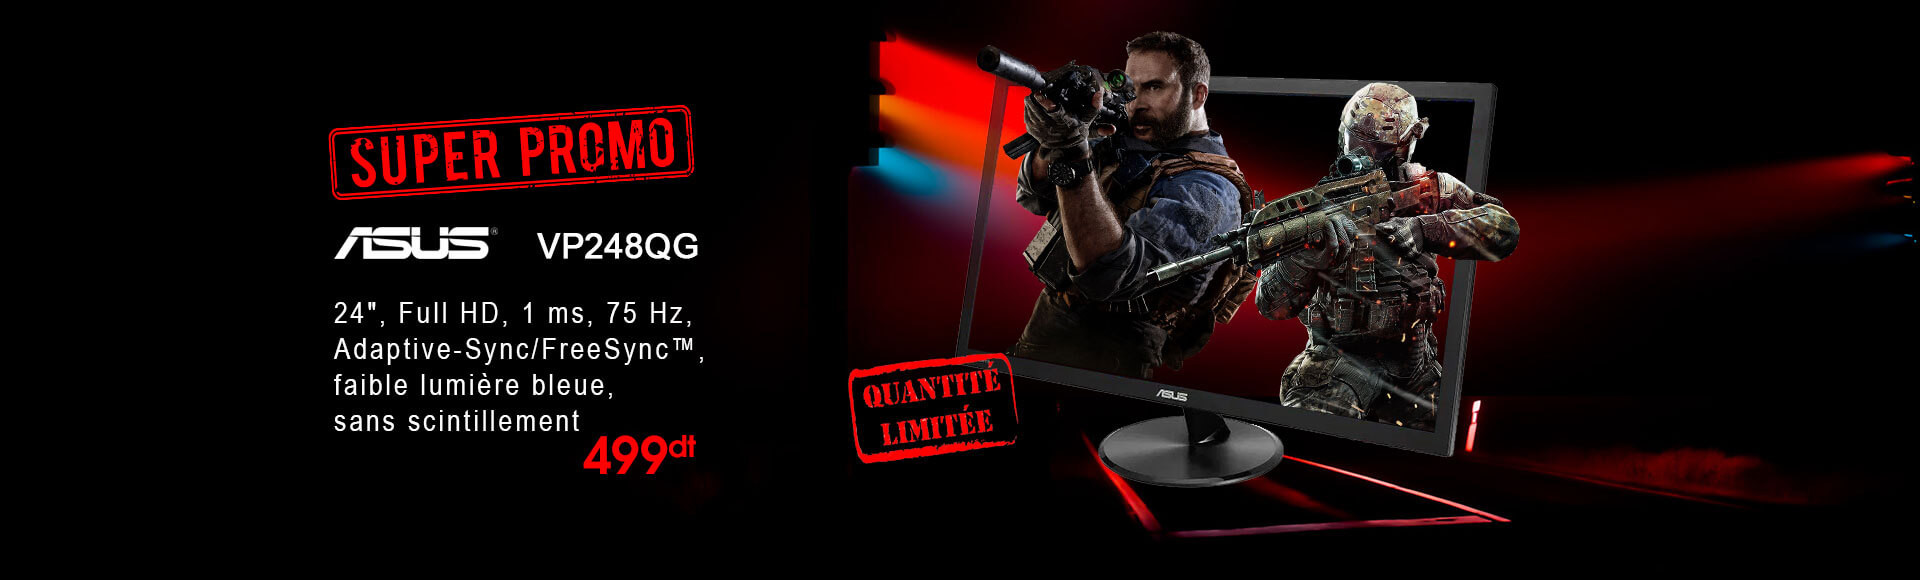 SUPER PROMO
ASUS® VP248QG
24", Full HD, 1 ms, 75 Hz,
Adaptive-Sync/FreeSync™,
faible lumière bleue,
sans scintillement
499dt
QUANTITÉ
LIMITÉE
ASUS